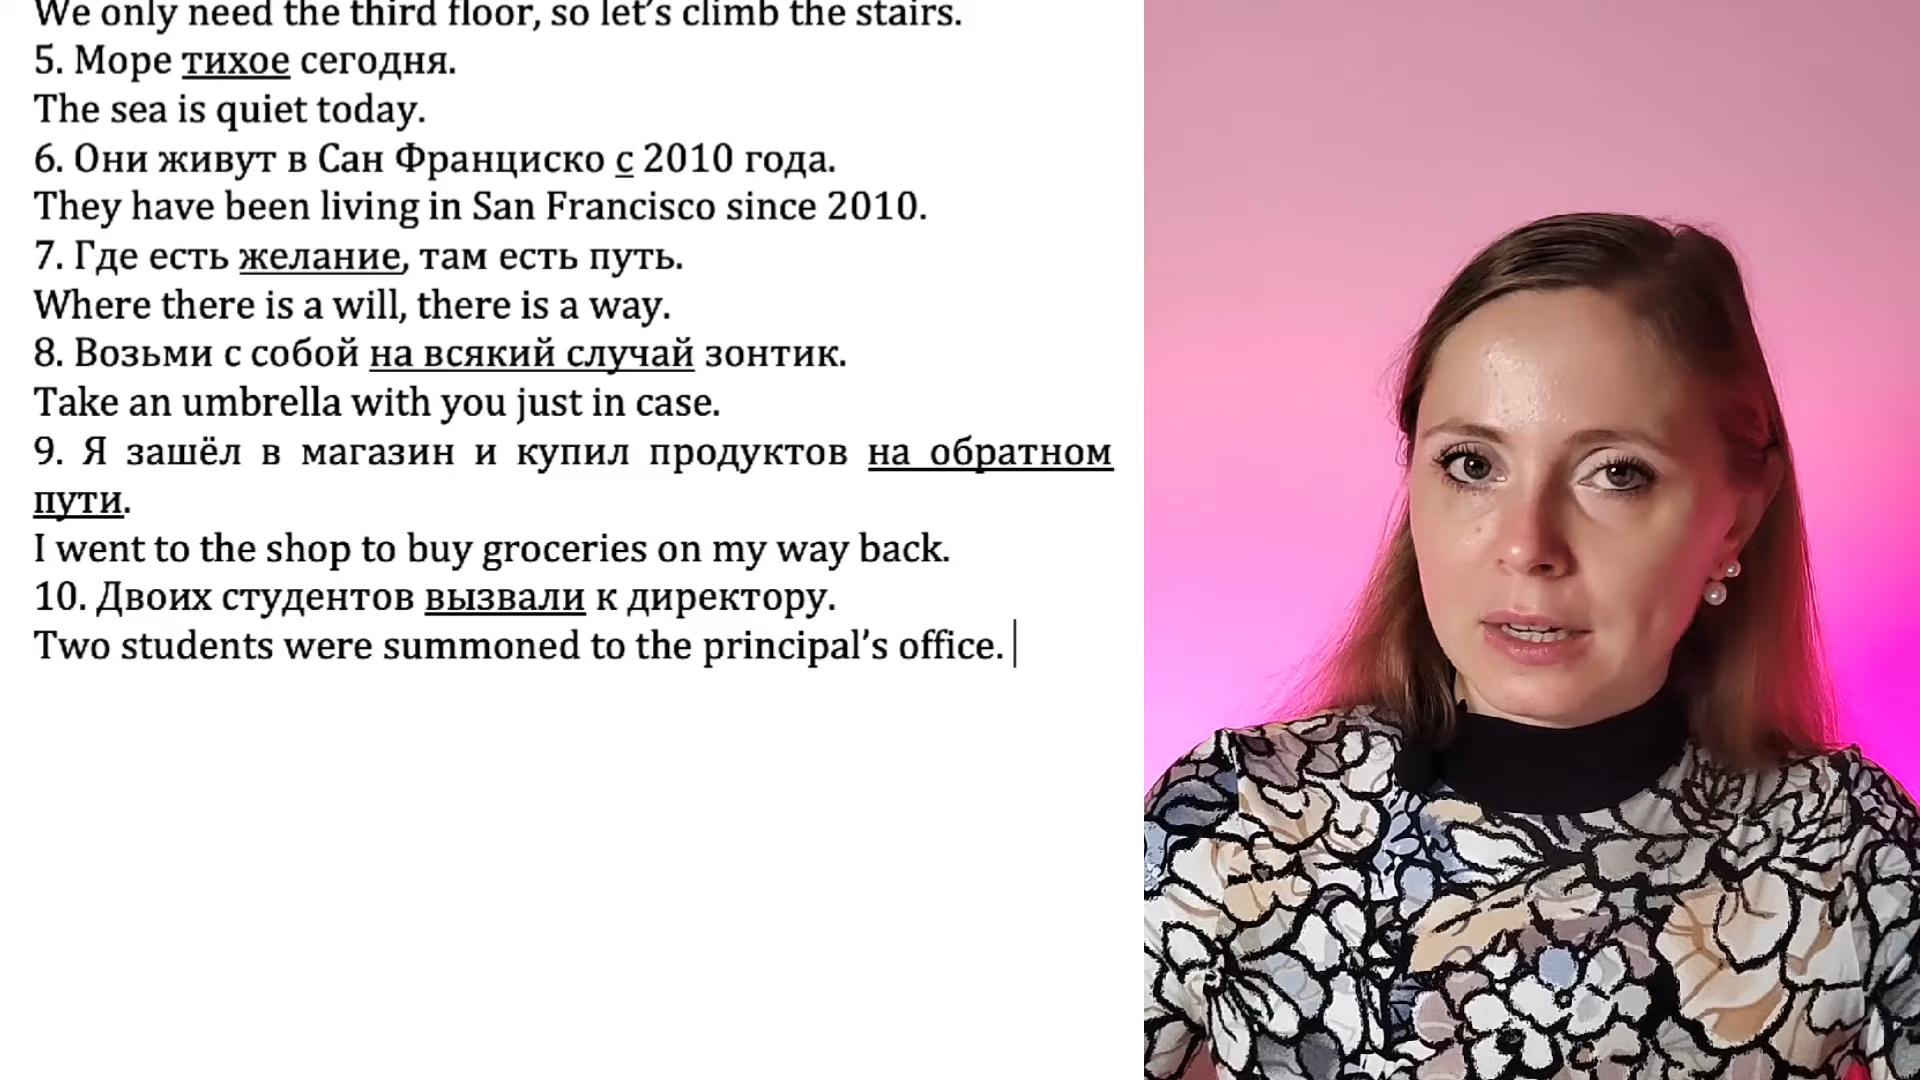 We only need the third floor, so let’s climb the stairs.
5. Море тихое сегодня.
The sea is quiet today.
6. Они живут в Сан Франциско с 2010 года.
They have been living in San Francisco since 2010.
7. Где есть желание, там есть путь.
Where there is a will, there is a way.
8. Возьми с собой на всякий случай зонтик.
Take an umbrella with you just in case.
9. Я зашёл в магазин и купил продуктов на обратном
пути.
I went to the shop to buy groceries on my way back.
10. Двоих студентов вызвали к директору.
Two students were summoned to the principal’s office.